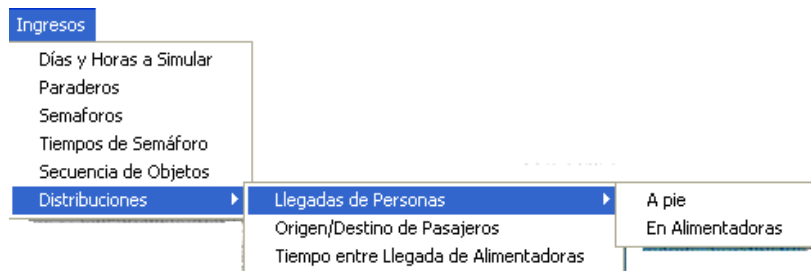 Ingresos
Días y Horas a Simular
Paraderos
Semaforos
Tiempos de Semáforo
Secuencia de Objetos
Distribuciones
Llegadas de Personas
A pie
Origen/Destino de Pasajeros
En Alimentadoras
Tiempo entre Llegada de Alimentadoras